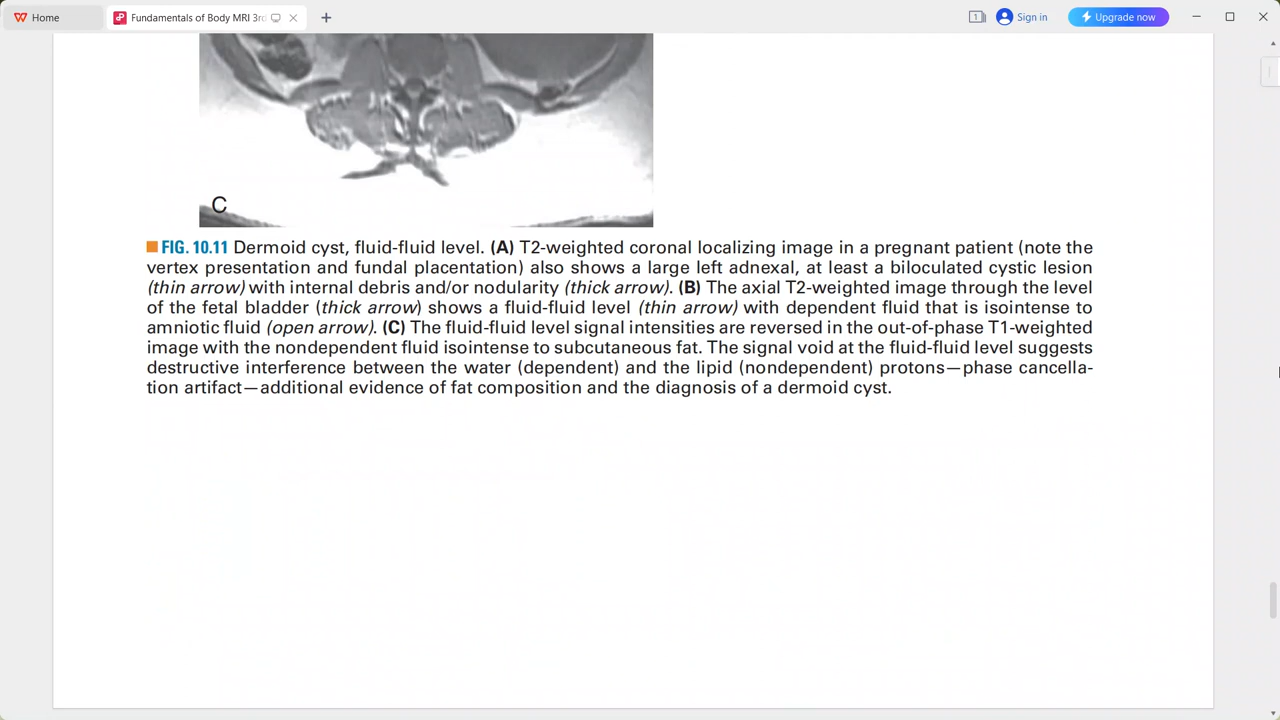 Home
Fundamentals of Body MRI 3rd
1
Sign in
Upgrade now
C
FIG. 10.11 Dermoid cyst, fluid-fluid level. (A) T2-weighted coronal localizing image in a pregnant patient (note the
vertex presentation and fundal placentation) also shows a large left adnexal, at least a biloculated cystic lesion
(thin arrow) with internal debris and/or nodularity (thick arrow). (B) The axial T2-weighted image through the level
of the fetal bladder (thick arrow) shows a fluid-fluid level (thin arrow) with dependent fluid that is isointense to
amniotic fluid (open arrow). (C) The fluid-fluid level signal intensities are reversed in the out-of-phase T1-weighted
image with the nondependent fluid isointense to subcutaneous fat. The signal void at the fluid-fluid level suggests
destructive interference between the water (dependent) and the lipid (nondependent) protons—phase cancella-
tion artifact—additional evidence of fat composition and the diagnosis of a dermoid cyst.